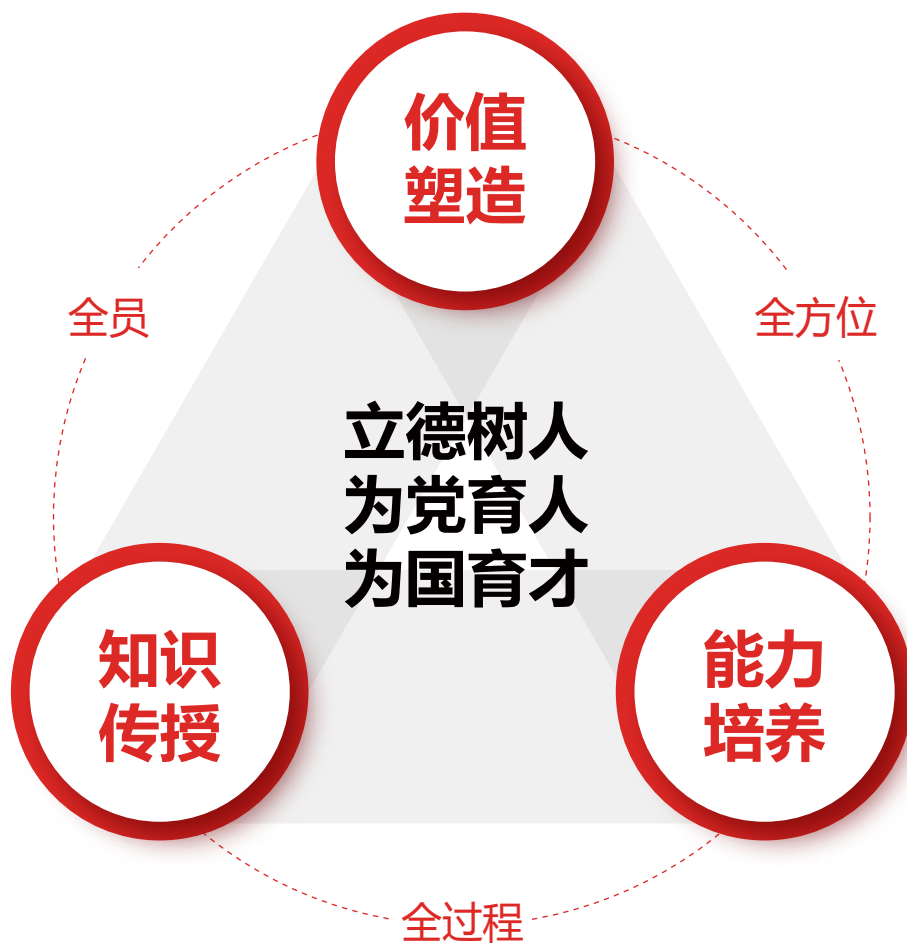 价值
塑造
全员
全方位
立德树人
为党育人
为国育才
知识
传授
能力
培养
全过程